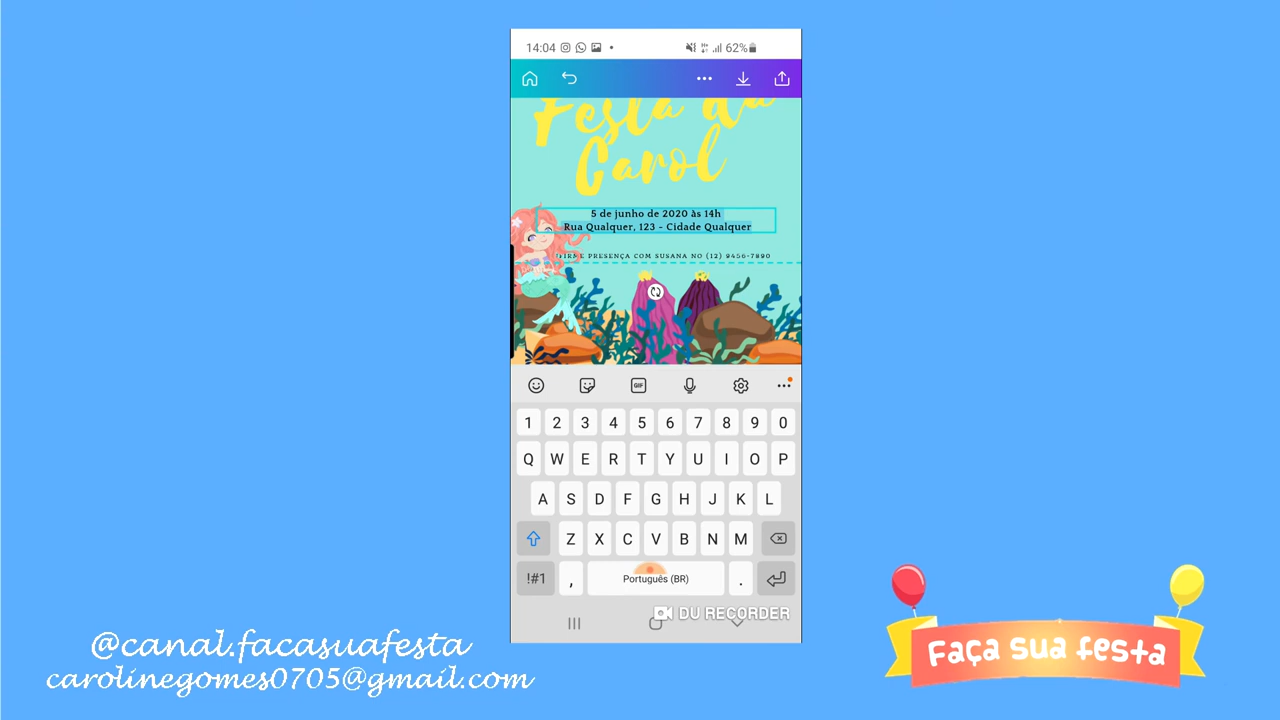 14:04
62%
Festa da
Carol
5 de junho de 2020 às 14h
Rua Qualquer, 123 - Cidade Qualquer
PRESENÇA COM SUSANA NO (12) 9456-7890
GIF
1 2 3 4 5 6 7 8 9 0
Q W E R T Y U I O P
A S D F G H J K L
Z X C V B N M
!#1 , Português (BR) .
DU RECORDER
@canal.facasuafesta
carolinegomes0705@gmail.com
Faça sua festa